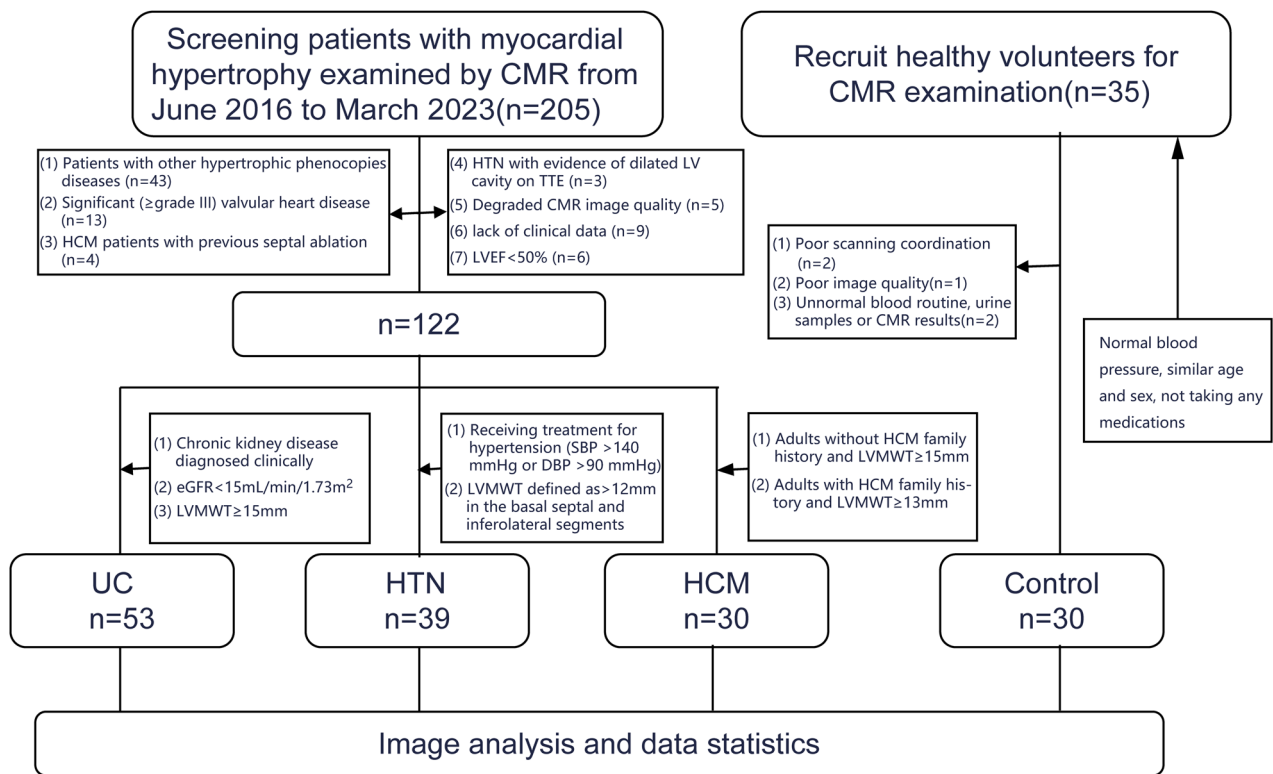 Screening patients with myocardial
hypertrophy examined by CMR from
June 2016 to March 2023(n=205)
Recruit healthy volunteers for
CMR examination(n=35)
(1) Patients with other hypertrophic phenocopies
diseases (n=43)
(2) Significant (≥grade III) valvular heart disease
(n=13)
(3) HCM patients with previous septal ablation
(n=4)
(4) HTN with evidence of dilated LV
cavity on TTE (n=3)
(5) Degraded CMR image quality (n=5)
(6) lack of clinical data (n=9)
(7) LVEF<50% (n=6)
(1) Poor scanning coordination
(n=2)
(2) Poor image quality(n=1)
(3) Unnormal blood routine, urine
samples or CMR results(n=2)
n=122
Normal blood
pressure, similar age
and sex, not taking any
medications
(1) Chronic kidney disease
diagnosed clinically
(2) eGFR<15mL/min/1.73m²
(3) LVMWT≥15mm
(1) Receiving treatment for
hypertension (SBP >140
mmHg or DBP >90 mmHg)
(2) LVMWT defined as>12mm
in the basal septal and
inferolateral segments
(1) Adults without HCM family
history and LVMWT≥15mm
(2) Adults with HCM family his-
tory and LVMWT≥13mm
UC
n=53
HTN
n=39
HCM
n=30
Control
n=30
Image analysis and data statistics